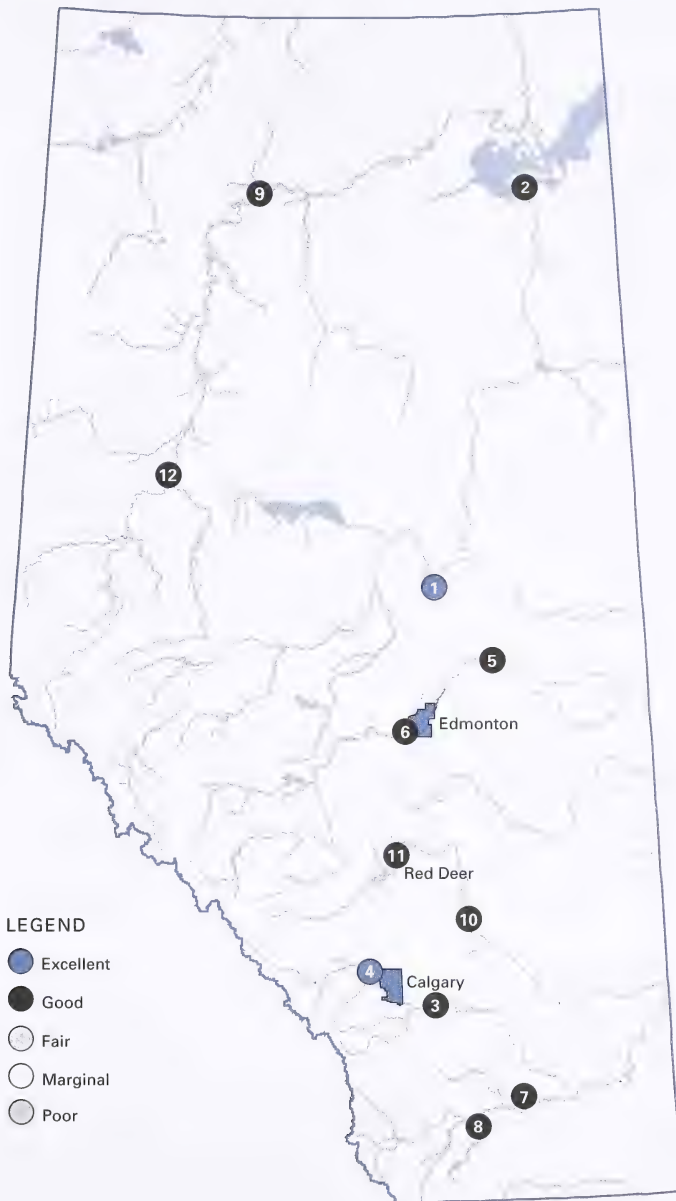 9
2
12
1
5
Edmonton
6
11
Red Deer
10
LEGEND
Excellent
4
Calgary
Good
3
Fair
Marginal
7
Poor
8